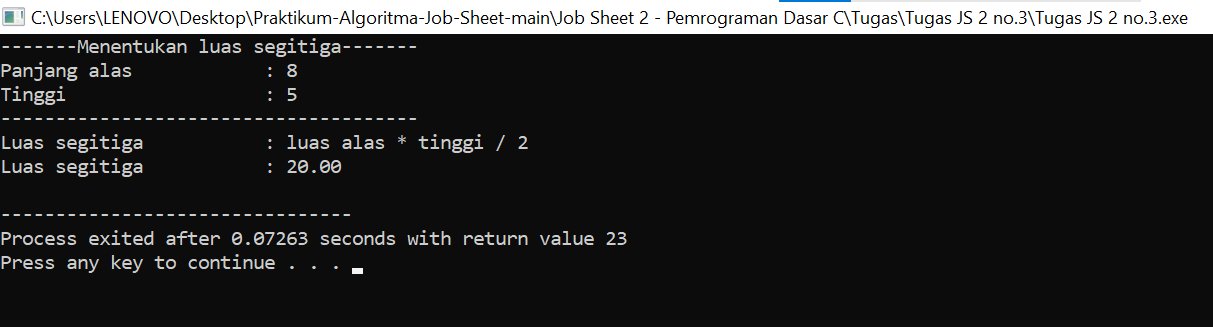 C:\Users\LENOVO\Desktop\Praktikum-Algoritma-Job-Sheet-main\Job Sheet 2 - Pemrograman Dasar C\Tugas\Tugas JS 2 no.3\Tugas JS 2 no.3.exe
-------Menentukan luas segitiga-------
Panjang alas : 8
Tinggi : 5
--------------------------------------
Luas segitiga : luas alas * tinggi / 2
Luas segitiga : 20.00
--------------------------------
Process exited after 0.07263 seconds with return value 23
Press any key to continue . . .